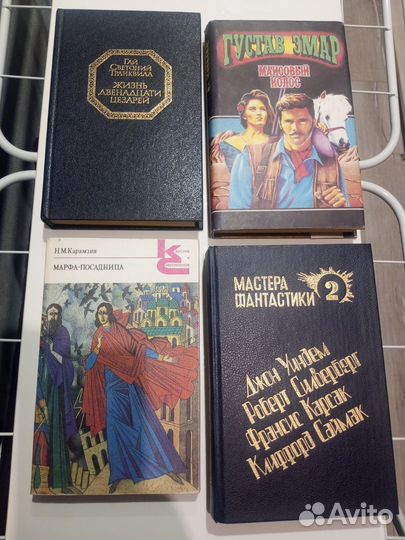 ГАЙ
СВЕТОНИЙ
ТРАНКВИЛЛ
ЖИЗНЬ
ДВЕНАДЦАТИ
ЦЕЗАРЕЙ
ГУСТАВ ЭМАР
МАИСОВЫЙ
КОЛОС
Н.М.Карамзин
МАРФА-ПОСАДНИЦА
К
С
МАСТЕРА
ФАНТАСТИКИ
2
Джон Уиндем
Роберт Силверберг
Франсис Карсак
Клиффорд Саймак
Avito